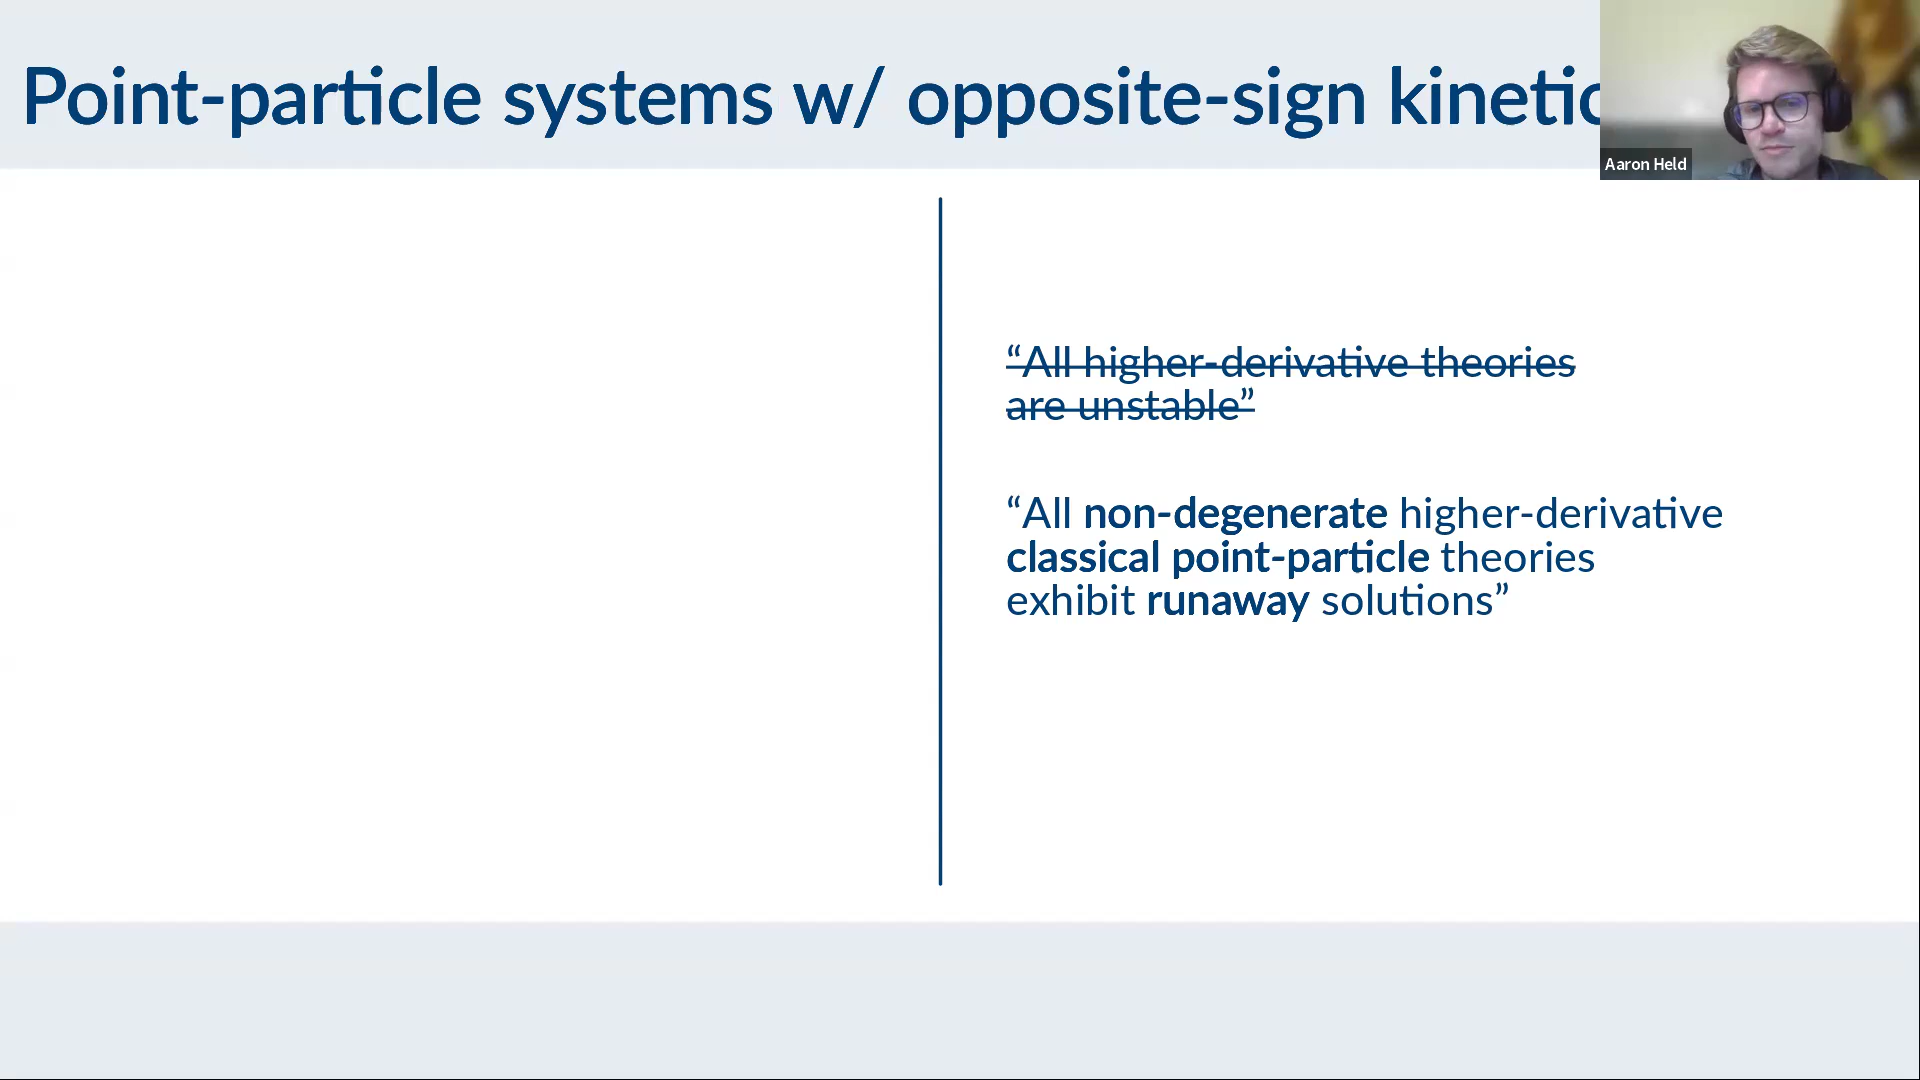 Point-particle systems w/ opposite-sign kinetic
Aaron Held
“All higher-derivative theories
are unstable”
“All non-degenerate higher-derivative
classical point-particle theories
exhibit runaway solutions”